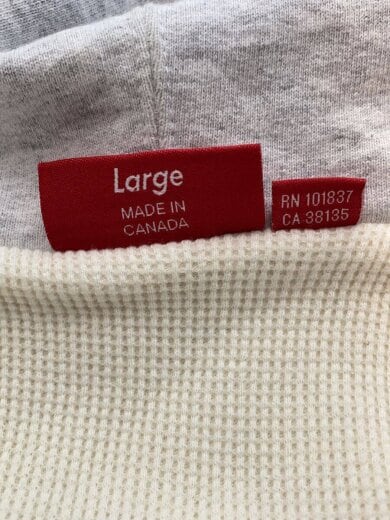 Large
MADE IN
CANADA
RN 101837
CA 38135